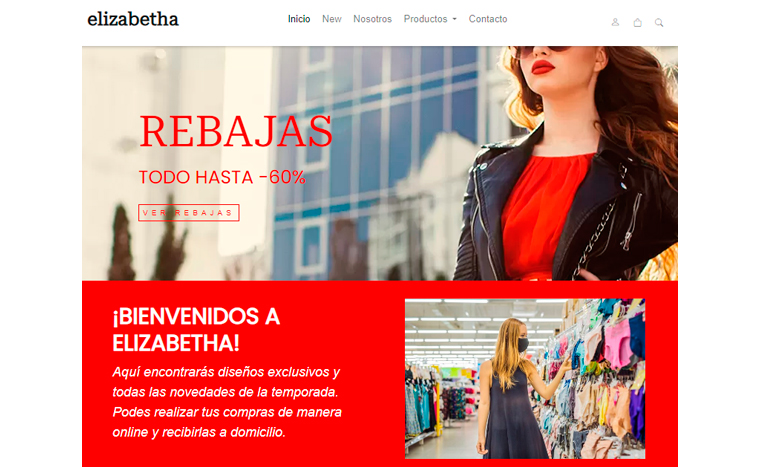 elizabetha
Inicio New Nosotros Productos Contacto
REBAJAS
TODO HASTA -60%
VER REBAJAS
¡BIENVENIDOS A
ELIZABETHA!
Aquí encontrarás diseños exclusivos y
todas las novedades de la temporada.
Podes realizar tus compras de manera
online y recibirlas a domicilio.